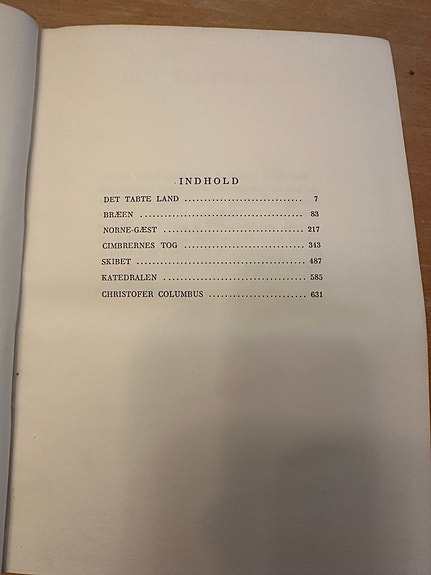 INDHOLD
DET TABTE LAND .............................. 7
BRÆEN ......................................... 83
NORNE-GÆST ................................... 217
CIMBRERNES TOG .............................. 343
SKIBET .......................................... 487
KATEDRALEN .................................... 585
CHRISTOFER COLUMBUS ........................ 631